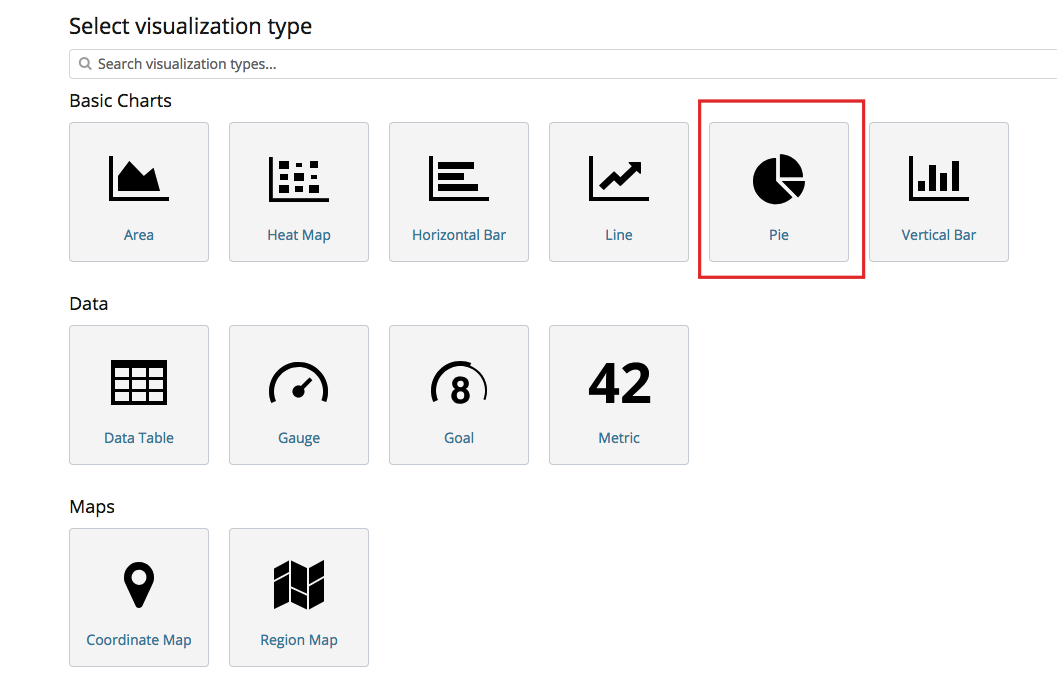 Select visualization type
Search visualization types...
Basic Charts
Area
Heat Map
Horizontal Bar
Line
Pie
Vertical Bar
Data
8
42
Data Table
Gauge
Goal
Metric
Maps
Coordinate Map
Region Map